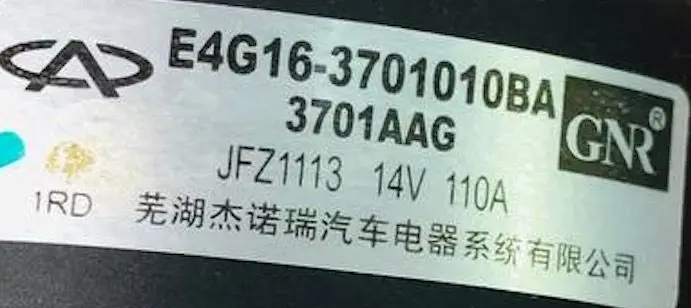 E4G16-3701010BA
3701AAG
GNR®
JFZ1113 14V 110A
1RD
芜湖杰诺瑞汽车电器系统有限公司